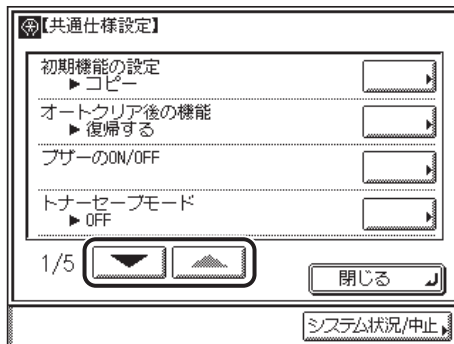 【共通仕様設定】
初期機能の設定
▶コピー
オートクリア後の機能
▶復帰する
ブザーのON/OFF
トナーセーブモード
▶OFF
1/5
閉じる
システム状況/中止